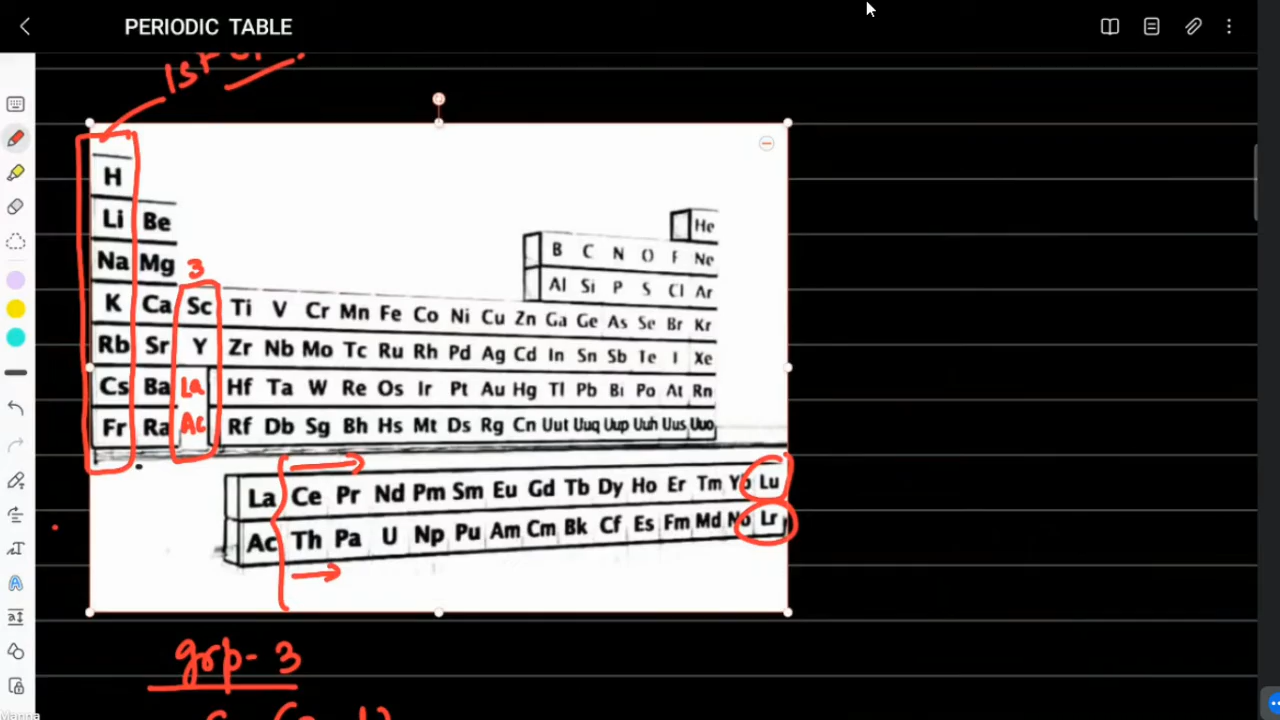 PERIODIC TABLE
1st
H
He
Li Be B C N O F Ne
3
Na Mg Al Si P S Cl Ar
K Ca Sc Ti V Cr Mn Fe Co Ni Cu Zn Ga Ge As Se Br Kr
Rb Sr Y Zr Nb Mo Tc Ru Rh Pd Ag Cd In Sn Sb Te I Xe
Cs Ba La Hf Ta W Re Os Ir Pt Au Hg Tl Pb Bi Po At Rn
Fr Ra Ac Rf Db Sg Bh Hs Mt Ds Rg Cn Uut Uuq Uup Uuh Uus Uuo
La Ce Pr Nd Pm Sm Eu Gd Tb Dy Ho Er Tm Yb Lu
Ac Th Pa U Np Pu Am Cm Bk Cf Es Fm Md No Lr
grp-3